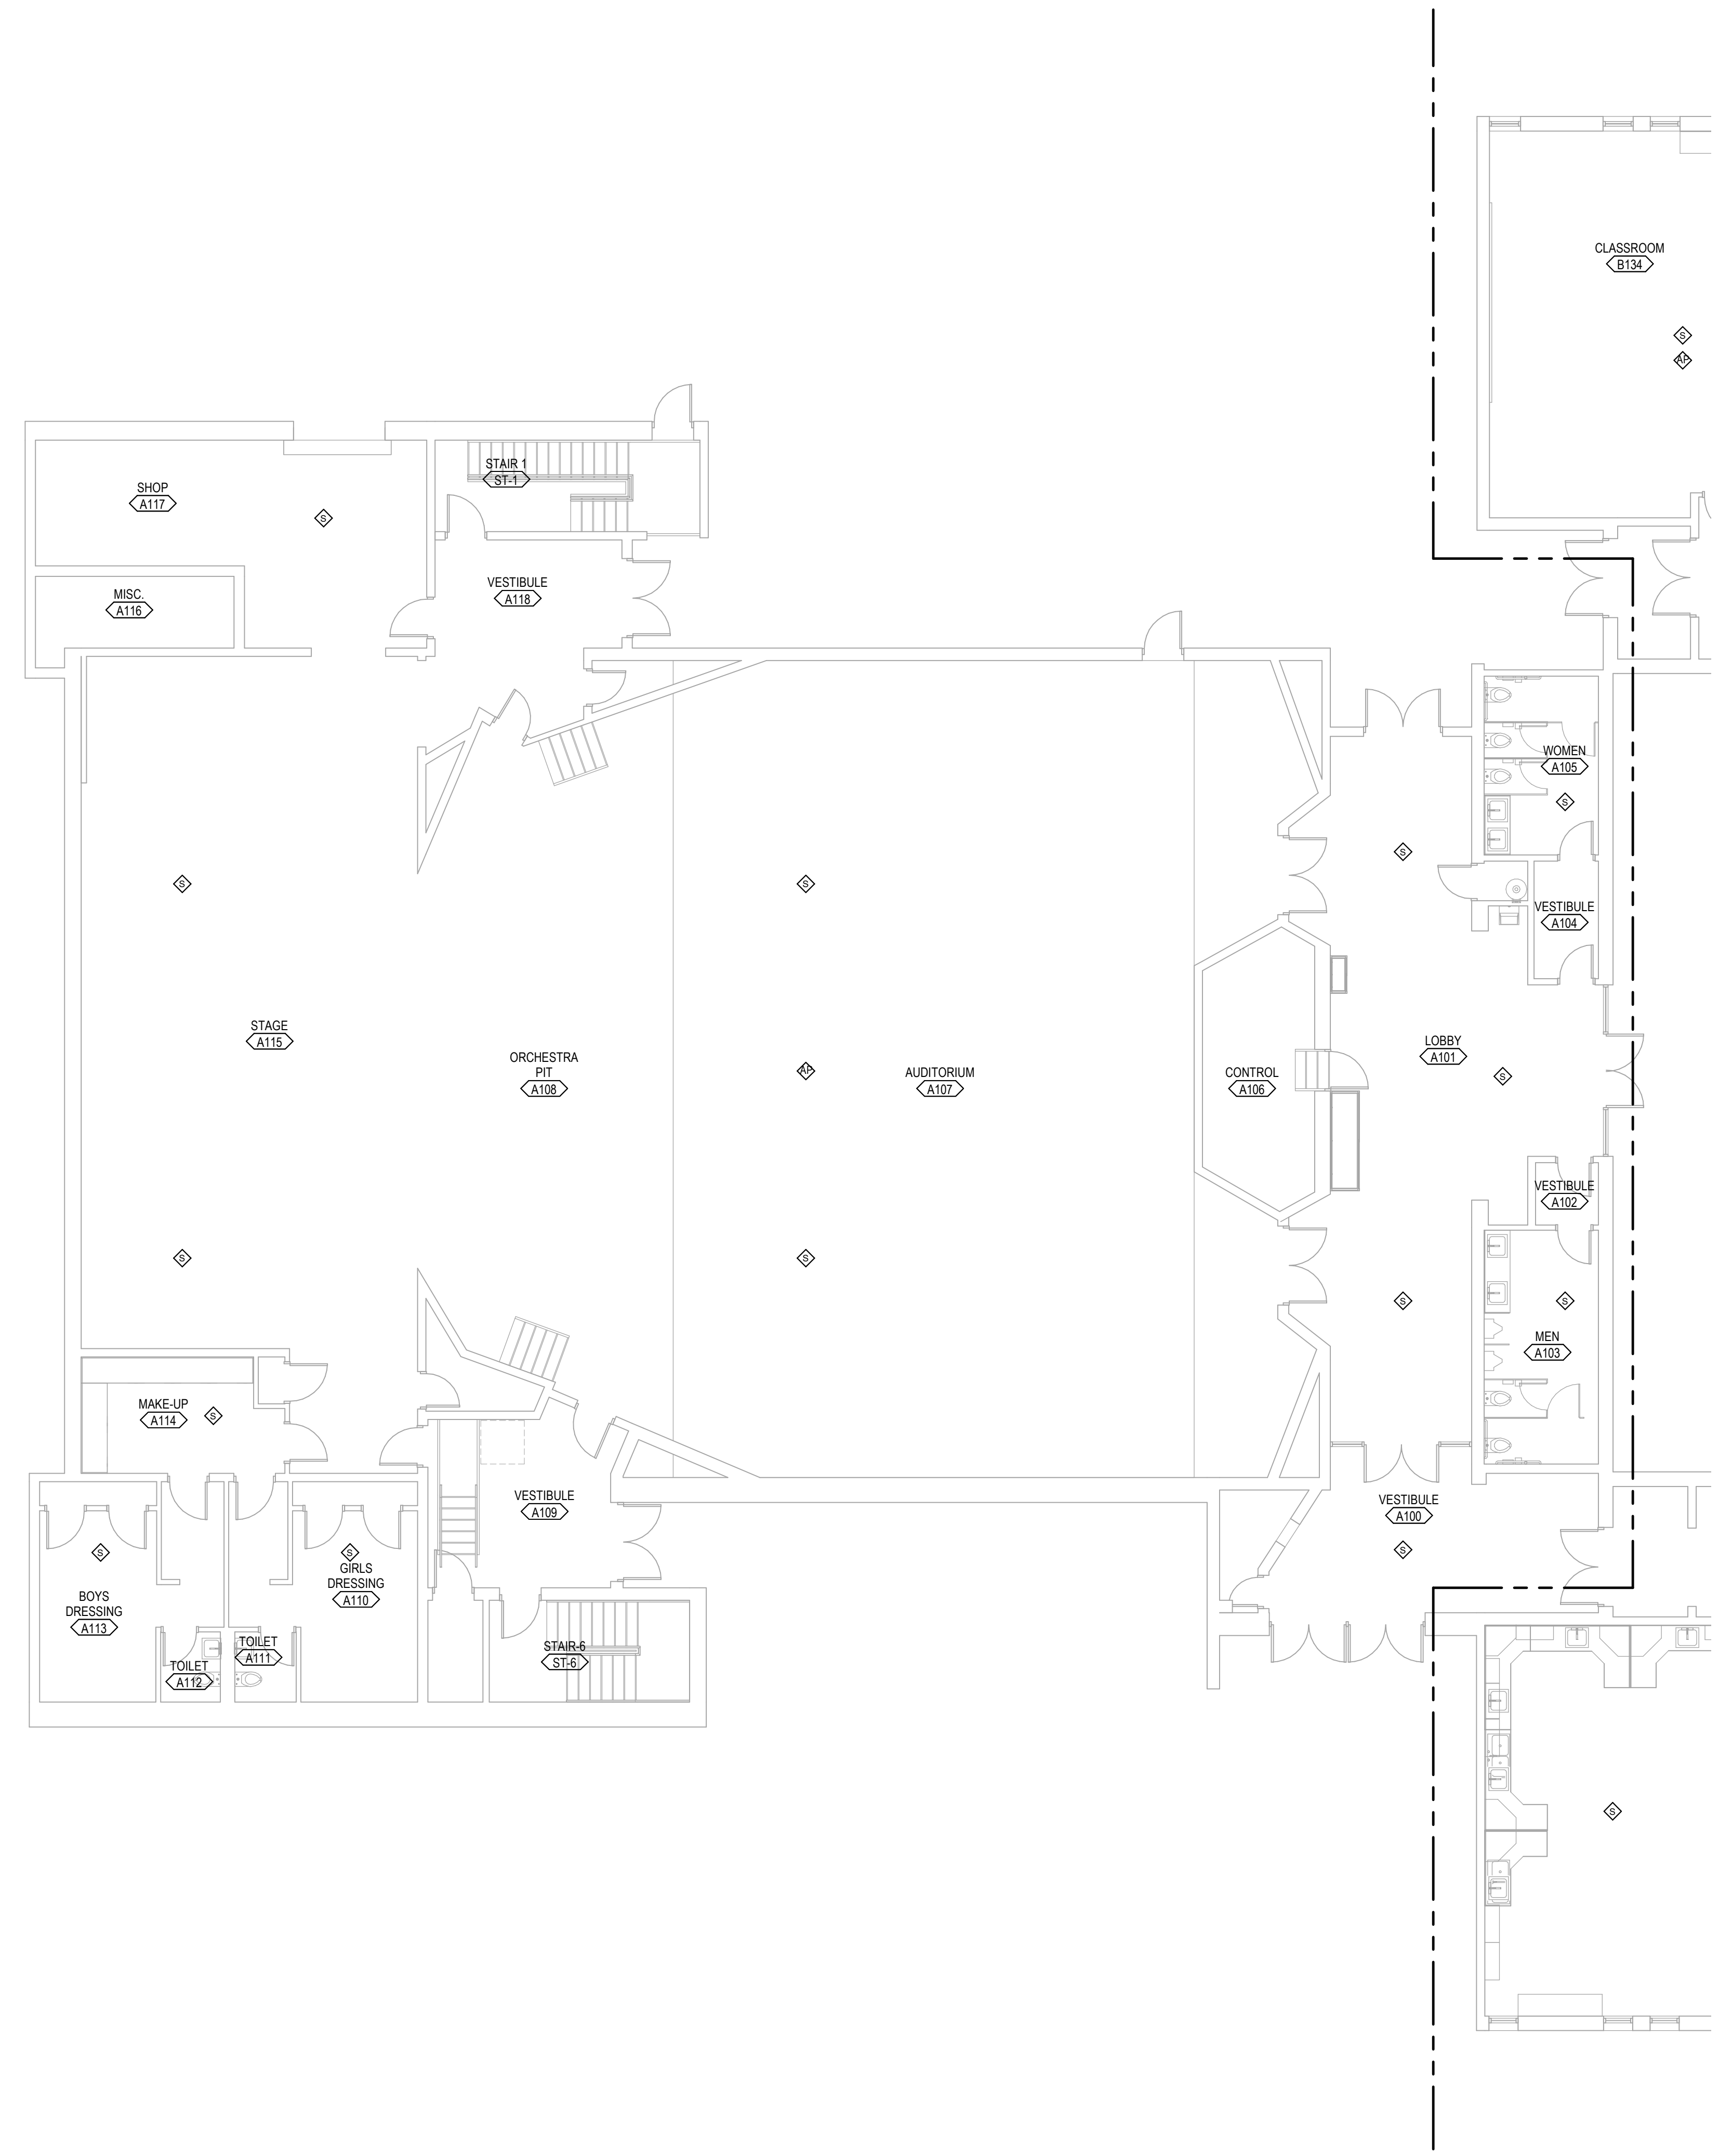 CLASSROOM
B134
S
AP
STAIR 1
ST-1
SHOP
A117
S
VESTIBULE
A118
MISC.
A116
WOMEN
A105
S
S
S
S
VESTIBULE
A104
STAGE
A115
ORCHESTRA
PIT
A108
AP
AUDITORIUM
A107
CONTROL
A106
LOBBY
A101
S
VESTIBULE
A102
S
S
S
S
MEN
A103
MAKE-UP
A114
S
VESTIBULE
A109
VESTIBULE
A100
S
S
S
GIRLS
DRESSING
A110
BOYS
DRESSING
A113
TOILET
A111
TOILET
A112
STAIR-6
ST-6
S